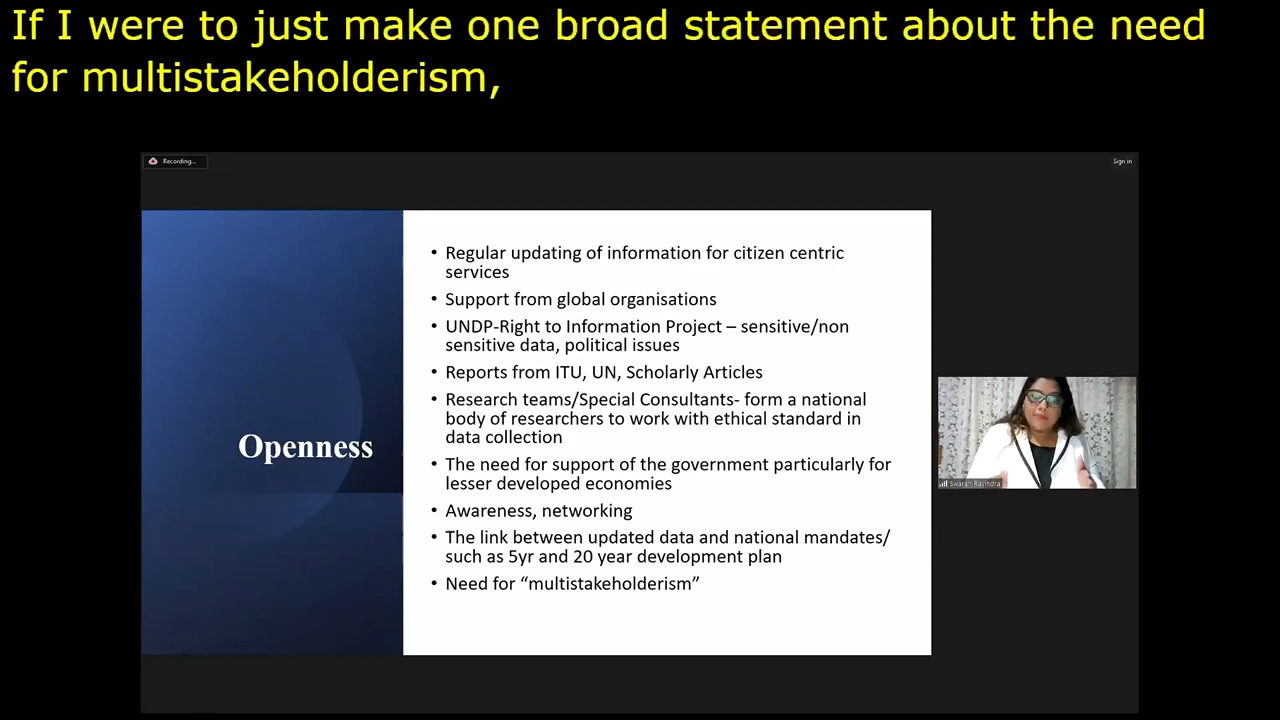 If I were to just make one broad statement about the need
for multistakeholderism,
Recording...
Sign in
Openness
• Regular updating of information for citizen centric
services
• Support from global organisations
• UNDP-Right to Information Project – sensitive/non
sensitive data, political issues
• Reports from ITU, UN, Scholarly Articles
• Research teams/Special Consultants- form a national
body of researchers to work with ethical standard in
data collection
• The need for support of the government particularly for
lesser developed economies
• Awareness, networking
• The link between updated data and national mandates/
such as 5yr and 20 year development plan
• Need for “multistakeholderism”
Swaran Ravindra